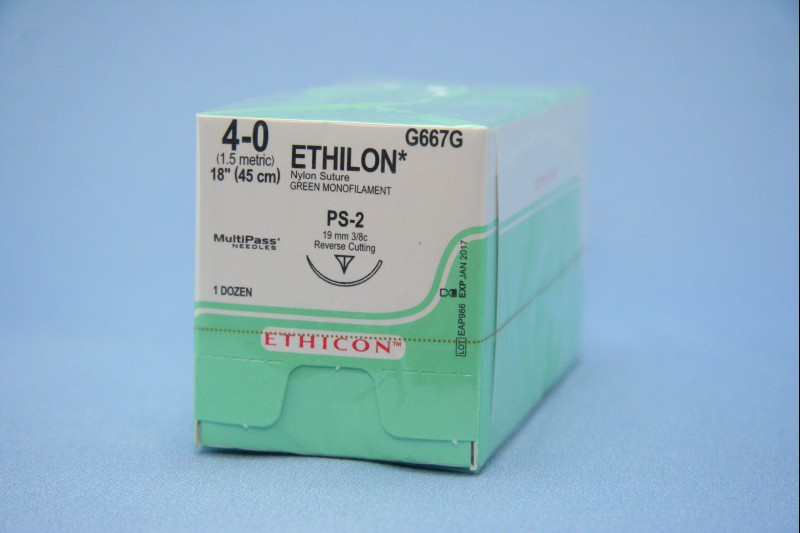 4-0
(1.5 metric)
18" (45 cm)
ETHILON*
Nylon Suture
GREEN MONOFILAMENT
G667G
PS-2
19 mm 3/8c
Reverse Cutting
MultiPass®
NEEDLES
1 DOZEN
LOT EAP986 EXP JAN 2017
ETHICON™